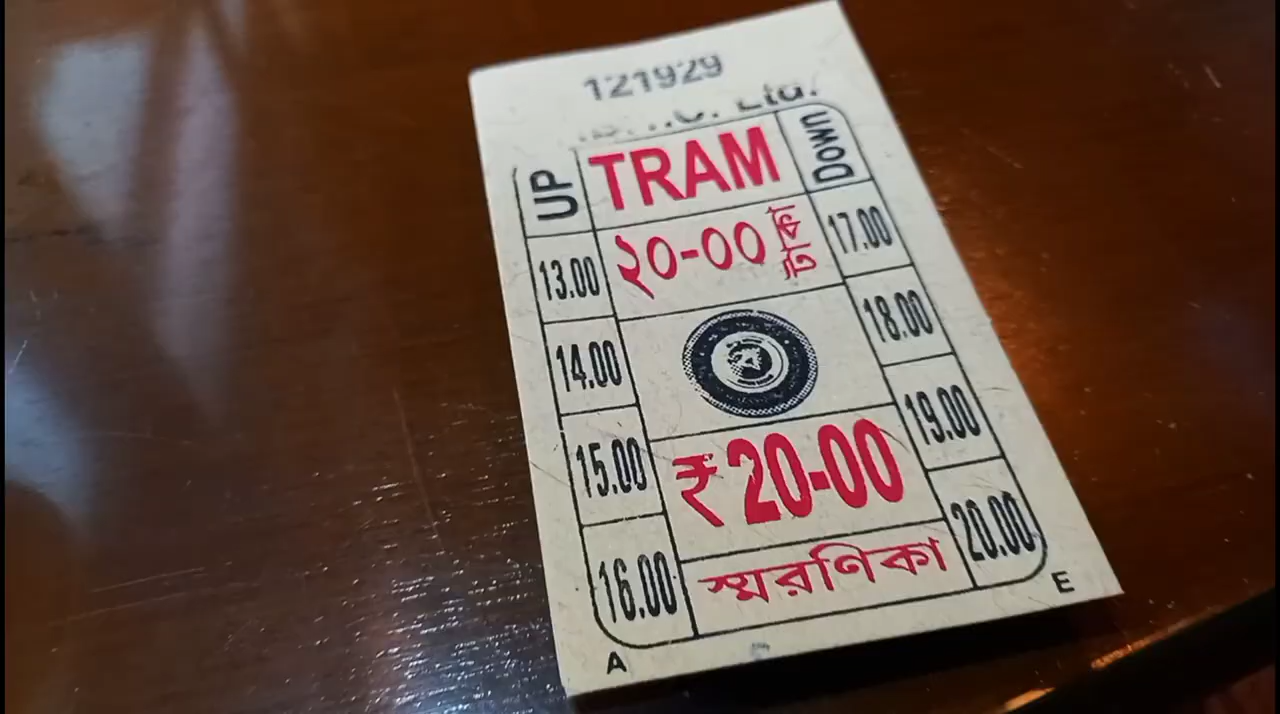 121929
Ltd.
UP TRAM Down
২০-০০ টাকা
13.00 17.00
14.00 18.00
15.00 19.00
₹ 20-00
16.00 20.00
স্মরণিকা
A E